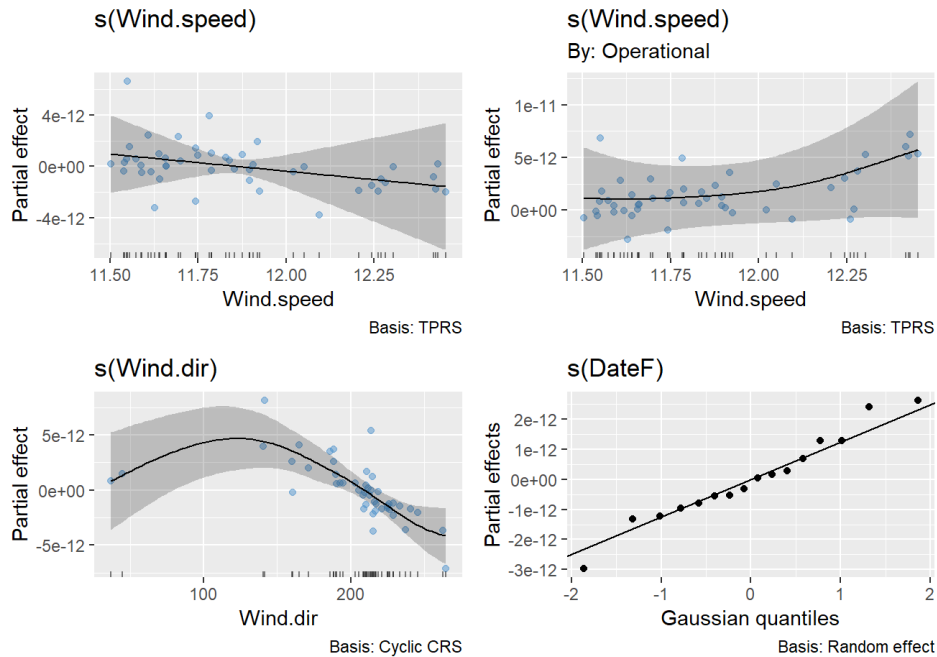 s(Wind.speed)
Partial effect
4e-12
0e+00
-4e-12
11.50 11.75 12.00 12.25
Wind.speed
Basis: TPRS
s(Wind.speed)
By: Operational
Partial effect
1e-11
5e-12
0e+00
11.50 11.75 12.00 12.25
Wind.speed
Basis: TPRS
s(Wind.dir)
Partial effect
5e-12
0e+00
-5e-12
100 200
Wind.dir
Basis: Cyclic CRS
s(DateF)
Partial effects
2e-12
1e-12
0e+00
-1e-12
-2e-12
-3e-12
-2 -1 0 1 2
Gaussian quantiles
Basis: Random effect